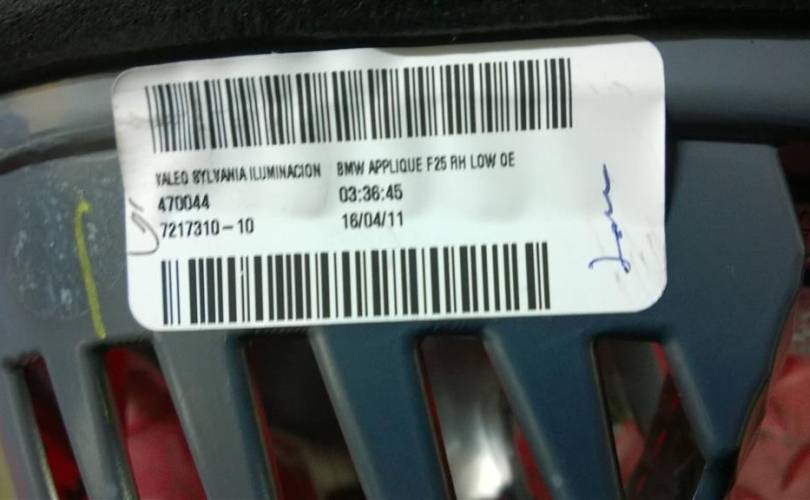 VALEO SYLVANIA ILUMINACION BMW APPLIQUE F25 RH LOW OE
470044 03:36:45
7217310-10 16/04/11